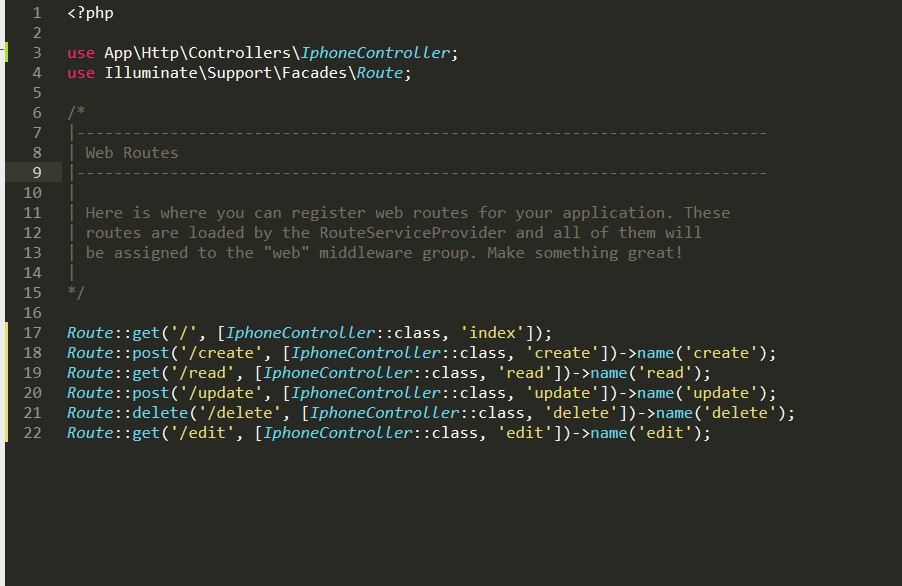 1 <?php
2
3 use App\Http\Controllers\IphoneController;
4 use Illuminate\Support\Facades\Route;
5
6 /*
7 |--------------------------------------------------------------------------
8 | Web Routes
9 |--------------------------------------------------------------------------
10 |
11 | Here is where you can register web routes for your application. These
12 | routes are loaded by the RouteServiceProvider and all of them will
13 | be assigned to the "web" middleware group. Make something great!
14 |
15 */
16
17 Route::get('/', [IphoneController::class, 'index']);
18 Route::post('/create', [IphoneController::class, 'create'])->name('create');
19 Route::get('/read', [IphoneController::class, 'read'])->name('read');
20 Route::post('/update', [IphoneController::class, 'update'])->name('update');
21 Route::delete('/delete', [IphoneController::class, 'delete'])->name('delete');
22 Route::get('/edit', [IphoneController::class, 'edit'])->name('edit');